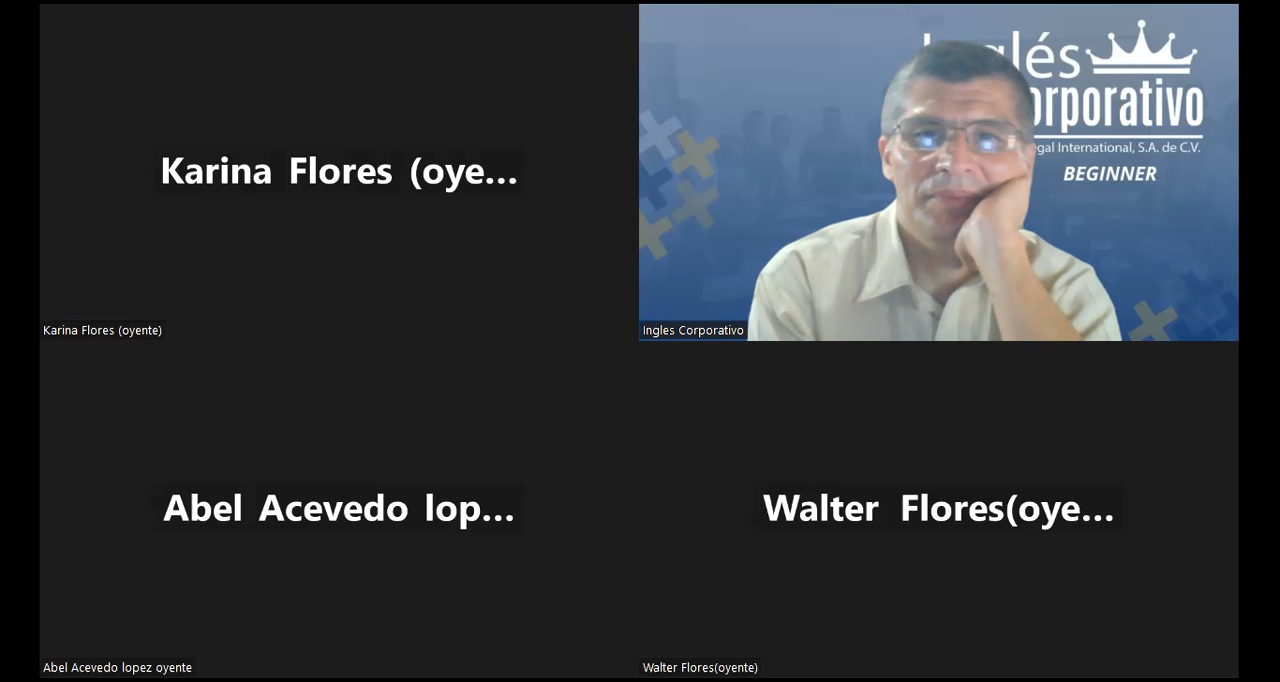 Karina Flores (oye...
Karina Flores (oyente)
Inglés
orporativo
egal International, S.A. de C.V.
BEGINNER
Ingles Corporativo
Abel Acevedo lop...
Abel Acevedo lopez oyente
Walter Flores(oye...
Walter Flores(oyente)